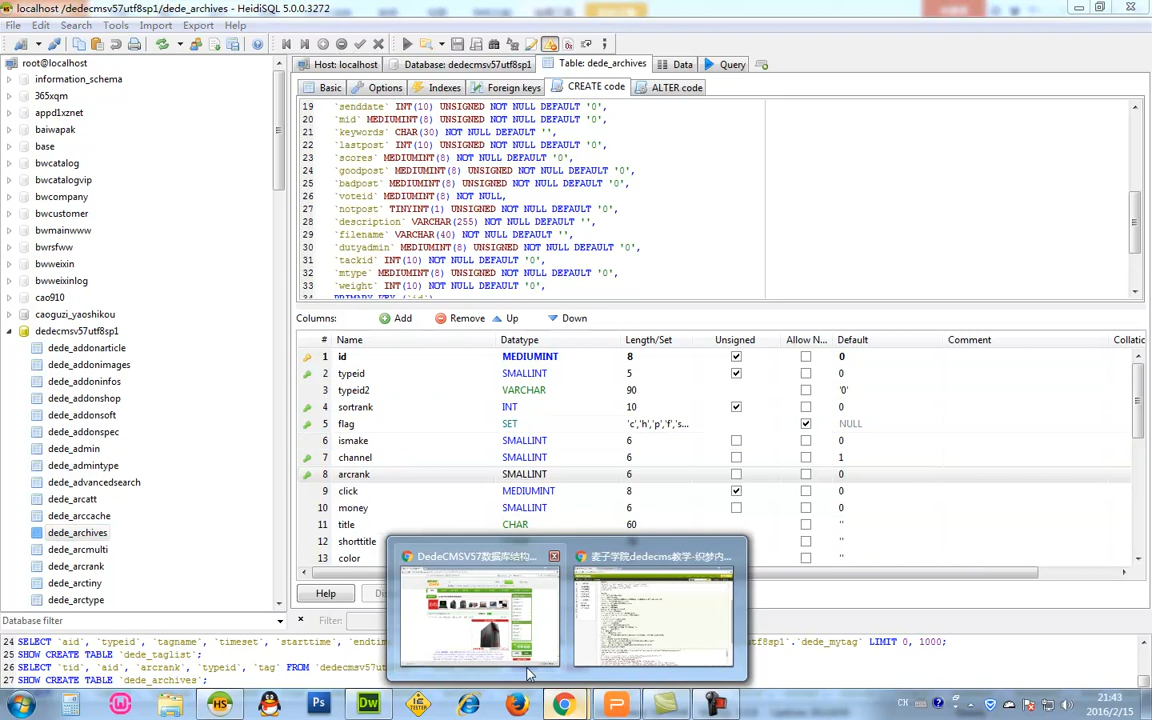 localhost /dedecmsv57utf8sp1/dede_archives - HeidiSQL 5.0.0.3272
File Edit Search Tools Import Export Help
root@localhost
information_schema
365xqm
appd1xznet
baiwapak
base
bwcatalog
bwcatalogvip
bwcompany
bwcustomer
bwmainwww
bwrsfww
bwweixin
bwweixinlog
cao910
caoguzi_yaoshikou
dedecmsv57utf8sp1
dede_addonarticle
dede_addonimages
dede_addoninfos
dede_addonshop
dede_addonsoft
dede_addonspec
dede_admin
dede_admintype
dede_advancedsearch
dede_arcatt
dede_arccache
dede_archives
dede_arcmulti
dede_arcrank
dede_arctiny
dede_arctype
Host: localhost Database: dedecmsv57utf8sp1 Table: dede_archives Data Query
Basic Options Indexes Foreign keys CREATE code ALTER code
19 `senddate` INT(10) UNSIGNED NOT NULL DEFAULT '0',
20 `mid` MEDIUMINT(8) UNSIGNED NOT NULL DEFAULT '0',
21 `keywords` CHAR(30) NOT NULL DEFAULT '',
22 `lastpost` INT(10) UNSIGNED NOT NULL DEFAULT '0',
23 `scores` MEDIUMINT(8) NOT NULL DEFAULT '0',
24 `goodpost` MEDIUMINT(8) UNSIGNED NOT NULL DEFAULT '0',
25 `badpost` MEDIUMINT(8) UNSIGNED NOT NULL DEFAULT '0',
26 `voteid` MEDIUMINT(8) NOT NULL,
27 `notpost` TINYINT(1) UNSIGNED NOT NULL DEFAULT '0',
28 `description` VARCHAR(255) NOT NULL DEFAULT '',
29 `filename` VARCHAR(40) NOT NULL DEFAULT '',
30 `dutyadmin` MEDIUMINT(8) UNSIGNED NOT NULL DEFAULT '0',
31 `tackid` INT(10) NOT NULL DEFAULT '0',
32 `mtype` MEDIUMINT(8) UNSIGNED NOT NULL DEFAULT '0',
33 `weight` INT(10) NOT NULL DEFAULT '0',
34 PRIMARY KEY (`id`)
Columns: Add Remove Up Down
# Name Datatype Length/Set Unsigned Allow N... Default Comment Collatic
1 id MEDIUMINT 8 0
2 typeid SMALLINT 5 0
3 typeid2 VARCHAR 90 '0'
4 sortrank INT 10 0
5 flag SET 'c','h','p','f','s... NULL
6 ismake SMALLINT 6 0
7 channel SMALLINT 6 1
8 arcrank SMALLINT 6 0
9 click MEDIUMINT 8 0
10 money SMALLINT 6 0
11 title CHAR 60 ''
12 shorttitle ''
13 color ''
DedeCMSV57数据库结构...
麦子学院dedecms教学-织梦内...
Help Dis
Database filter Filter:
24 SELECT `aid`, `typeid`, `tagname`, `timeset`, `starttime`, `endtim utf8sp1`.`dede_mytag` LIMIT 0, 1000;
25 SHOW CREATE TABLE `dede_taglist`;
26 SELECT `tid`, `aid`, `arcrank`, `typeid`, `tag` FROM `dedecmsv57ut
27 SHOW CREATE TABLE `dede_archives`;
CH
21:43
2016/2/15